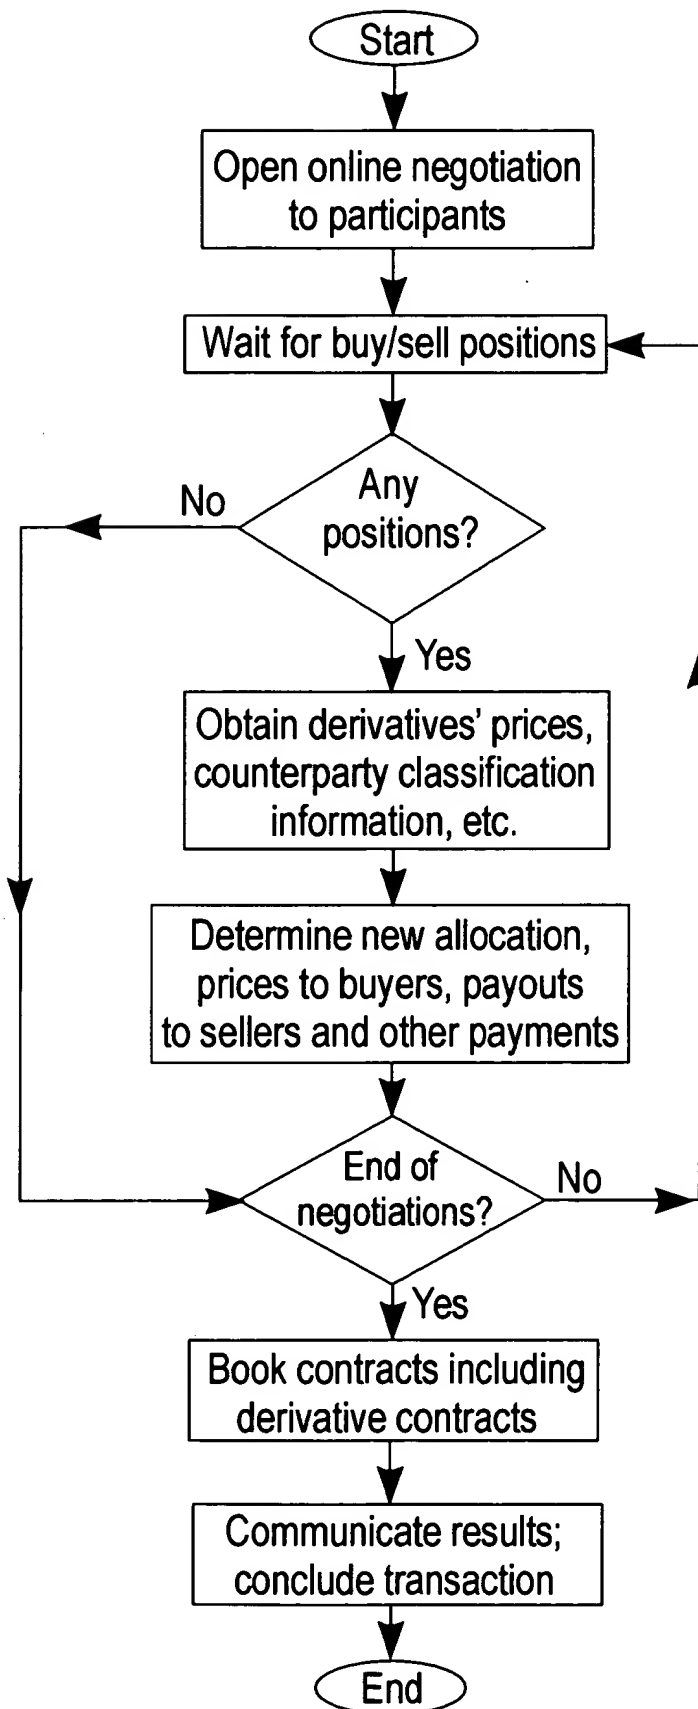 Start
Open online negotiation
to participants
Wait for buy/sell positions
Any
positions?
No
Yes
Obtain derivatives' prices,
counterparty classification
information, etc.
Determine new allocation,
prices to buyers, payouts
to sellers and other payments
End of
negotiations?
No
Yes
Book contracts including
derivative contracts
Communicate results;
conclude transaction
End